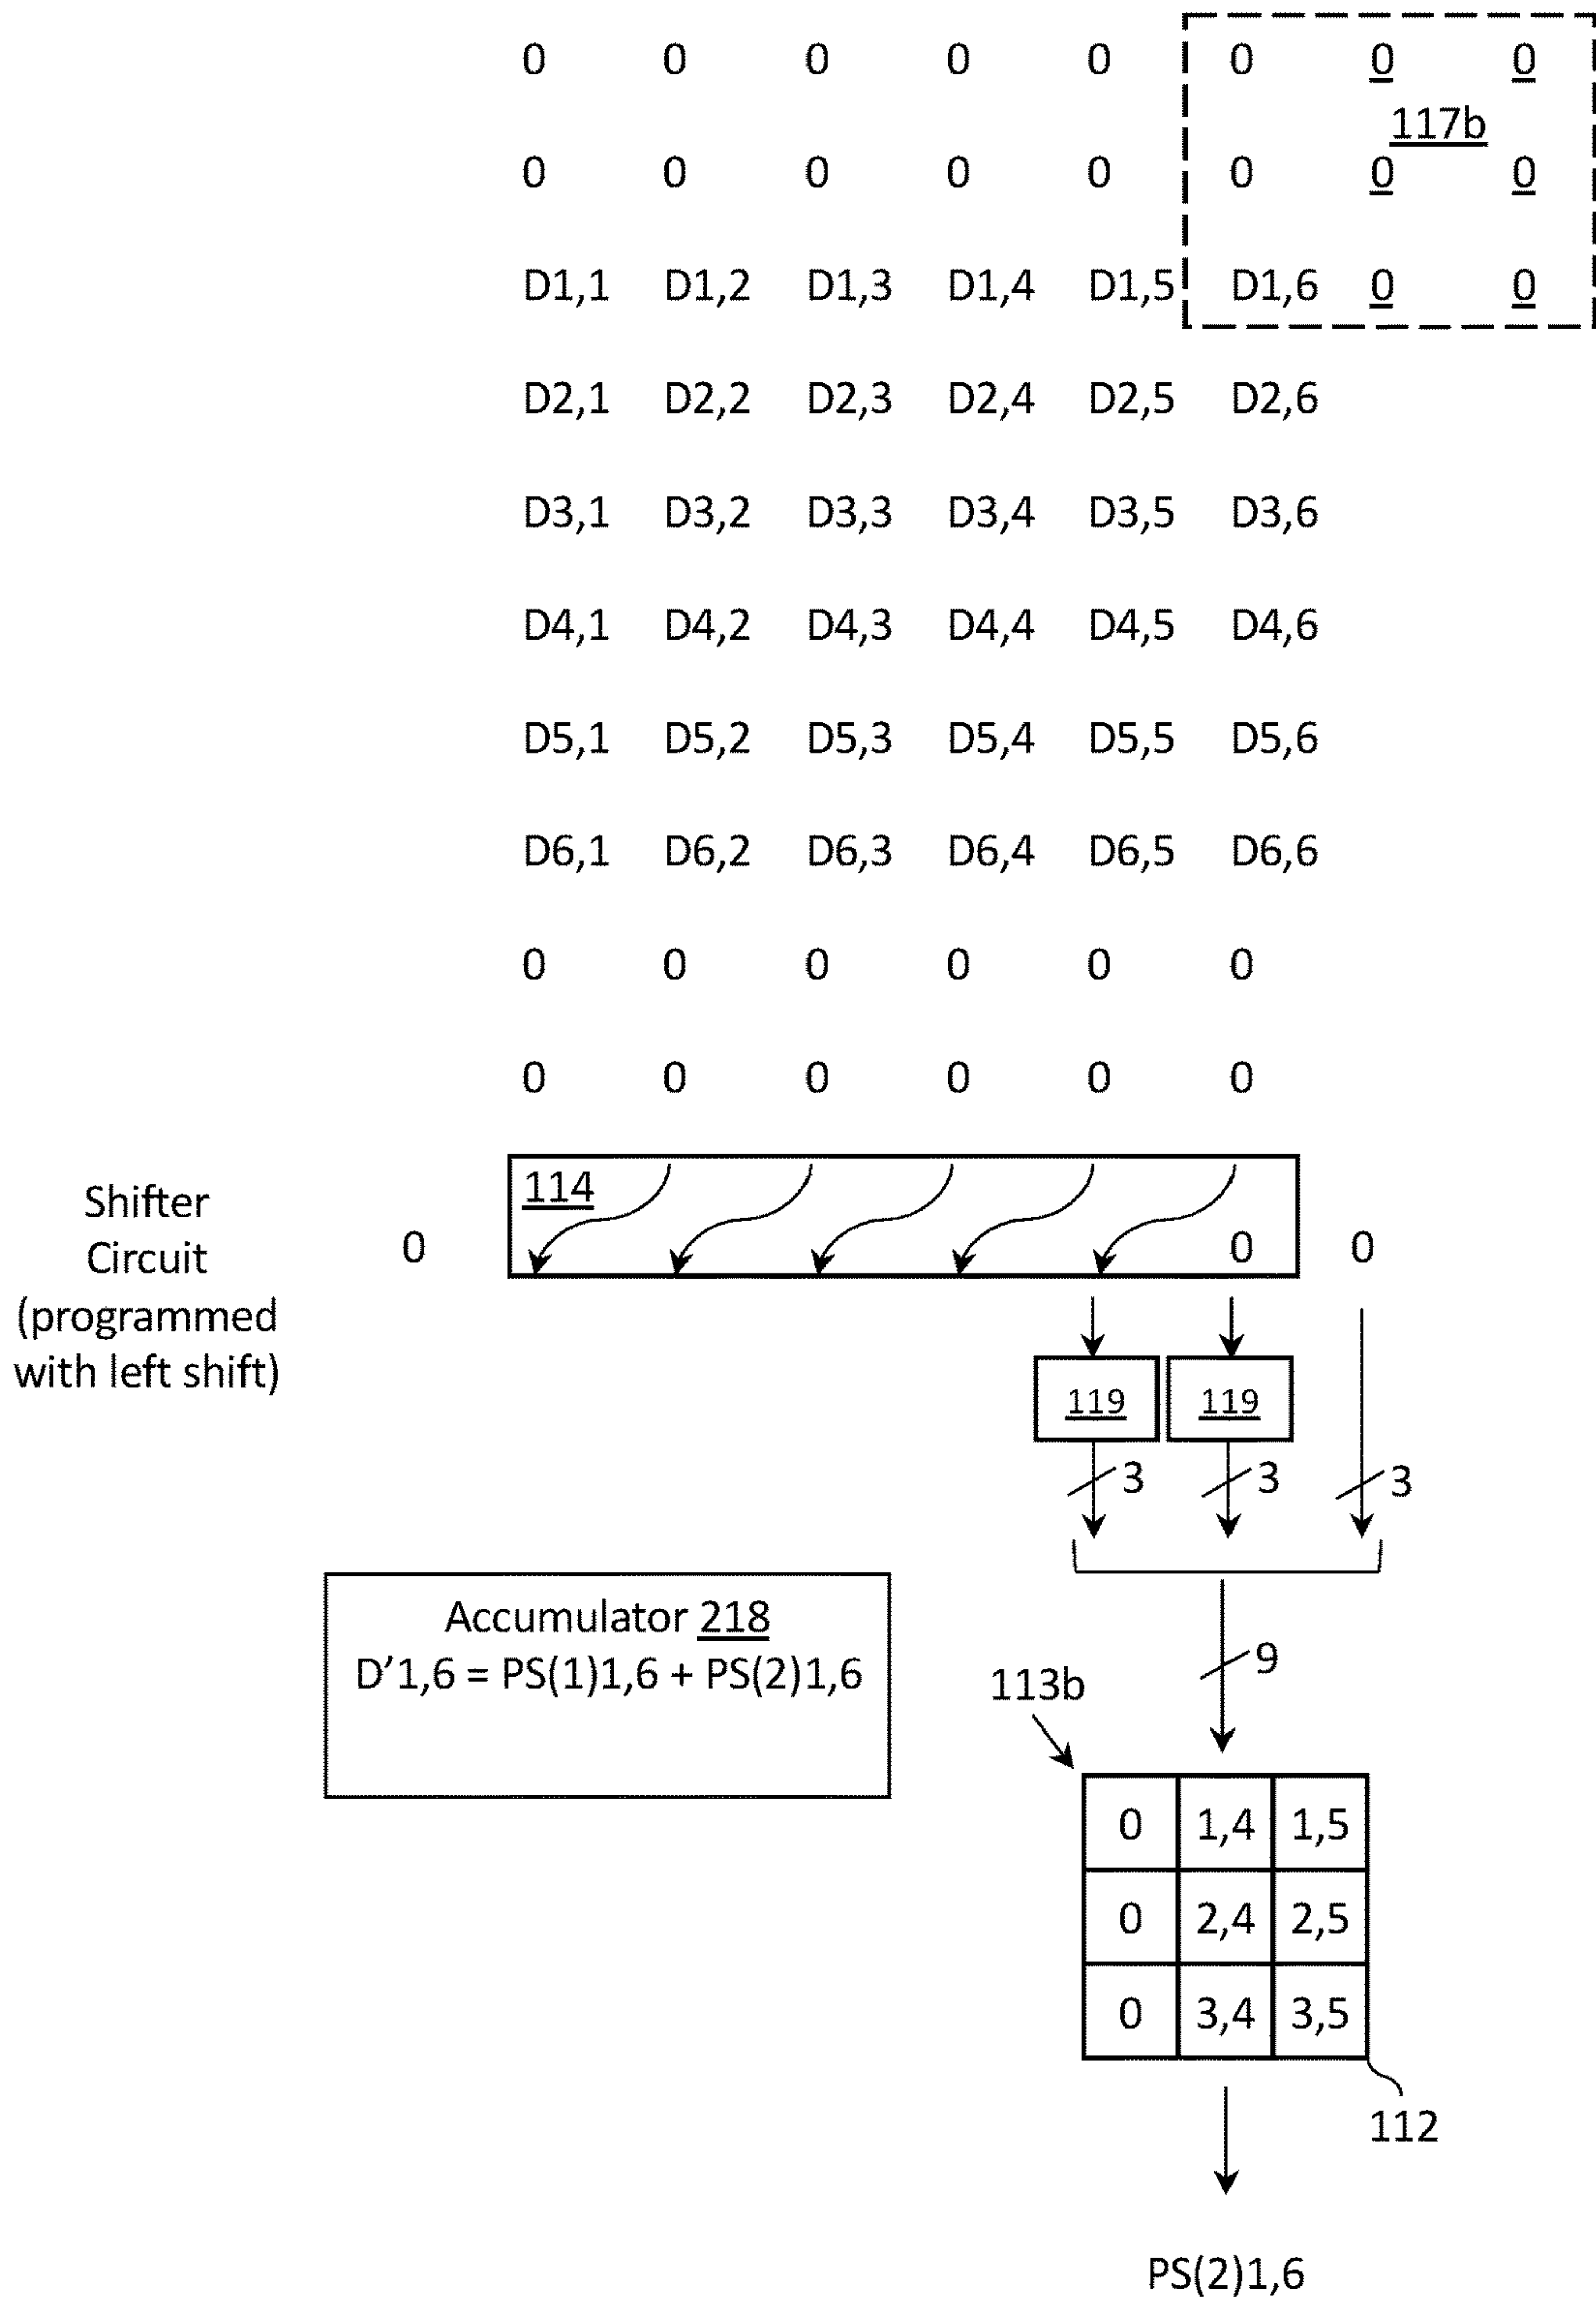 0 0 0 0 0 0 0 0
117b
0 0 0 0 0 0 0 0
D1,1 D1,2 D1,3 D1,4 D1,5 D1,6 0 0
D2,1 D2,2 D2,3 D2,4 D2,5 D2,6
D3,1 D3,2 D3,3 D3,4 D3,5 D3,6
D4,1 D4,2 D4,3 D4,4 D4,5 D4,6
D5,1 D5,2 D5,3 D5,4 D5,5 D5,6
D6,1 D6,2 D6,3 D6,4 D6,5 D6,6
0 0 0 0 0 0
0 0 0 0 0 0
Shifter
Circuit
(programmed
with left shift)
114
0 0 0
119 119
3 3 3
Accumulator 218
D’1,6 = PS(1)1,6 + PS(2)1,6
9
113b
0 1,4 1,5
0 2,4 2,5
0 3,4 3,5
112
PS(2)1,6